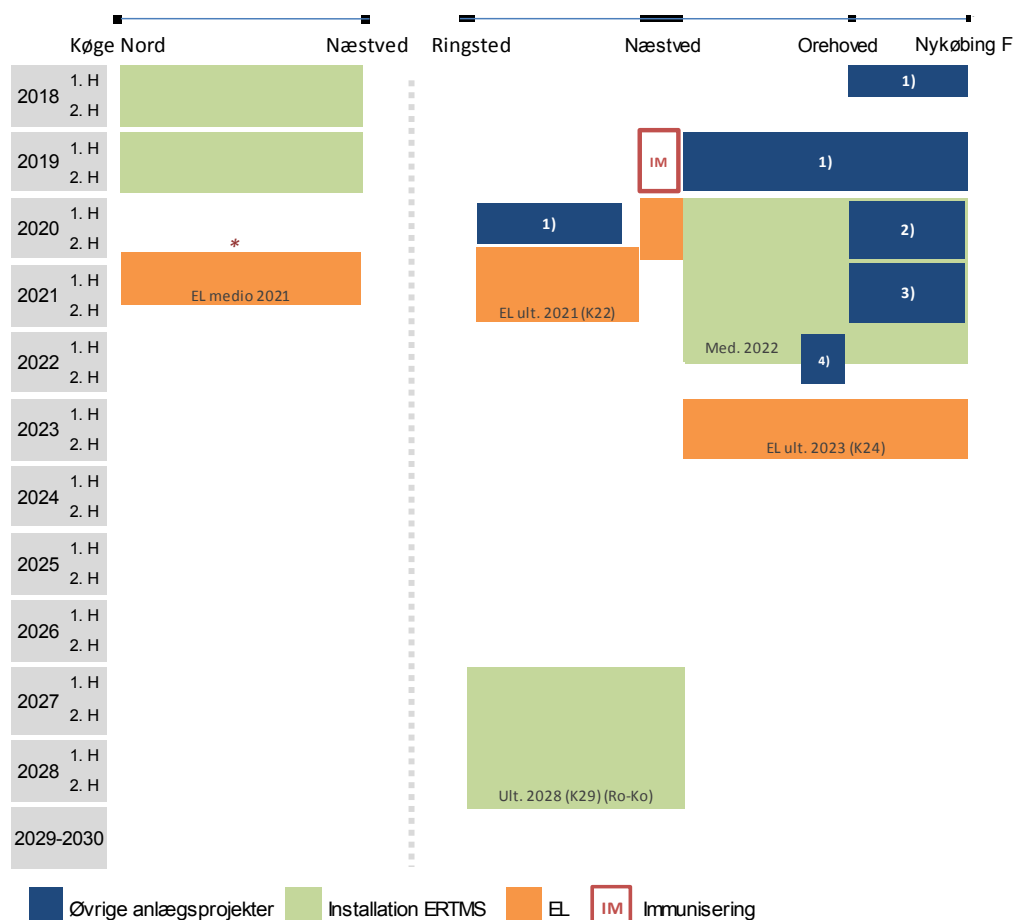 Køge Nord Næstved Ringsted Næstved Orehoved Nykøbing F
2018 1. H 2. H
1)
2019 1. H 2. H
IM
1)
2020 1. H 2. H
1)
2)
*
2021 1. H 2. H
EL medio 2021
EL ult. 2021 (K22)
3)
2022 1. H 2. H
Med. 2022
4)
2023 1. H 2. H
EL ult. 2023 (K24)
2024 1. H 2. H
2025 1. H 2. H
2026 1. H 2. H
2027 1. H 2. H
2028 1. H 2. H
Ult. 2028 (K29) (Ro-Ko)
2029-2030
Øvrige anlægsprojekter Installation ERTMS EL IM Immunisering